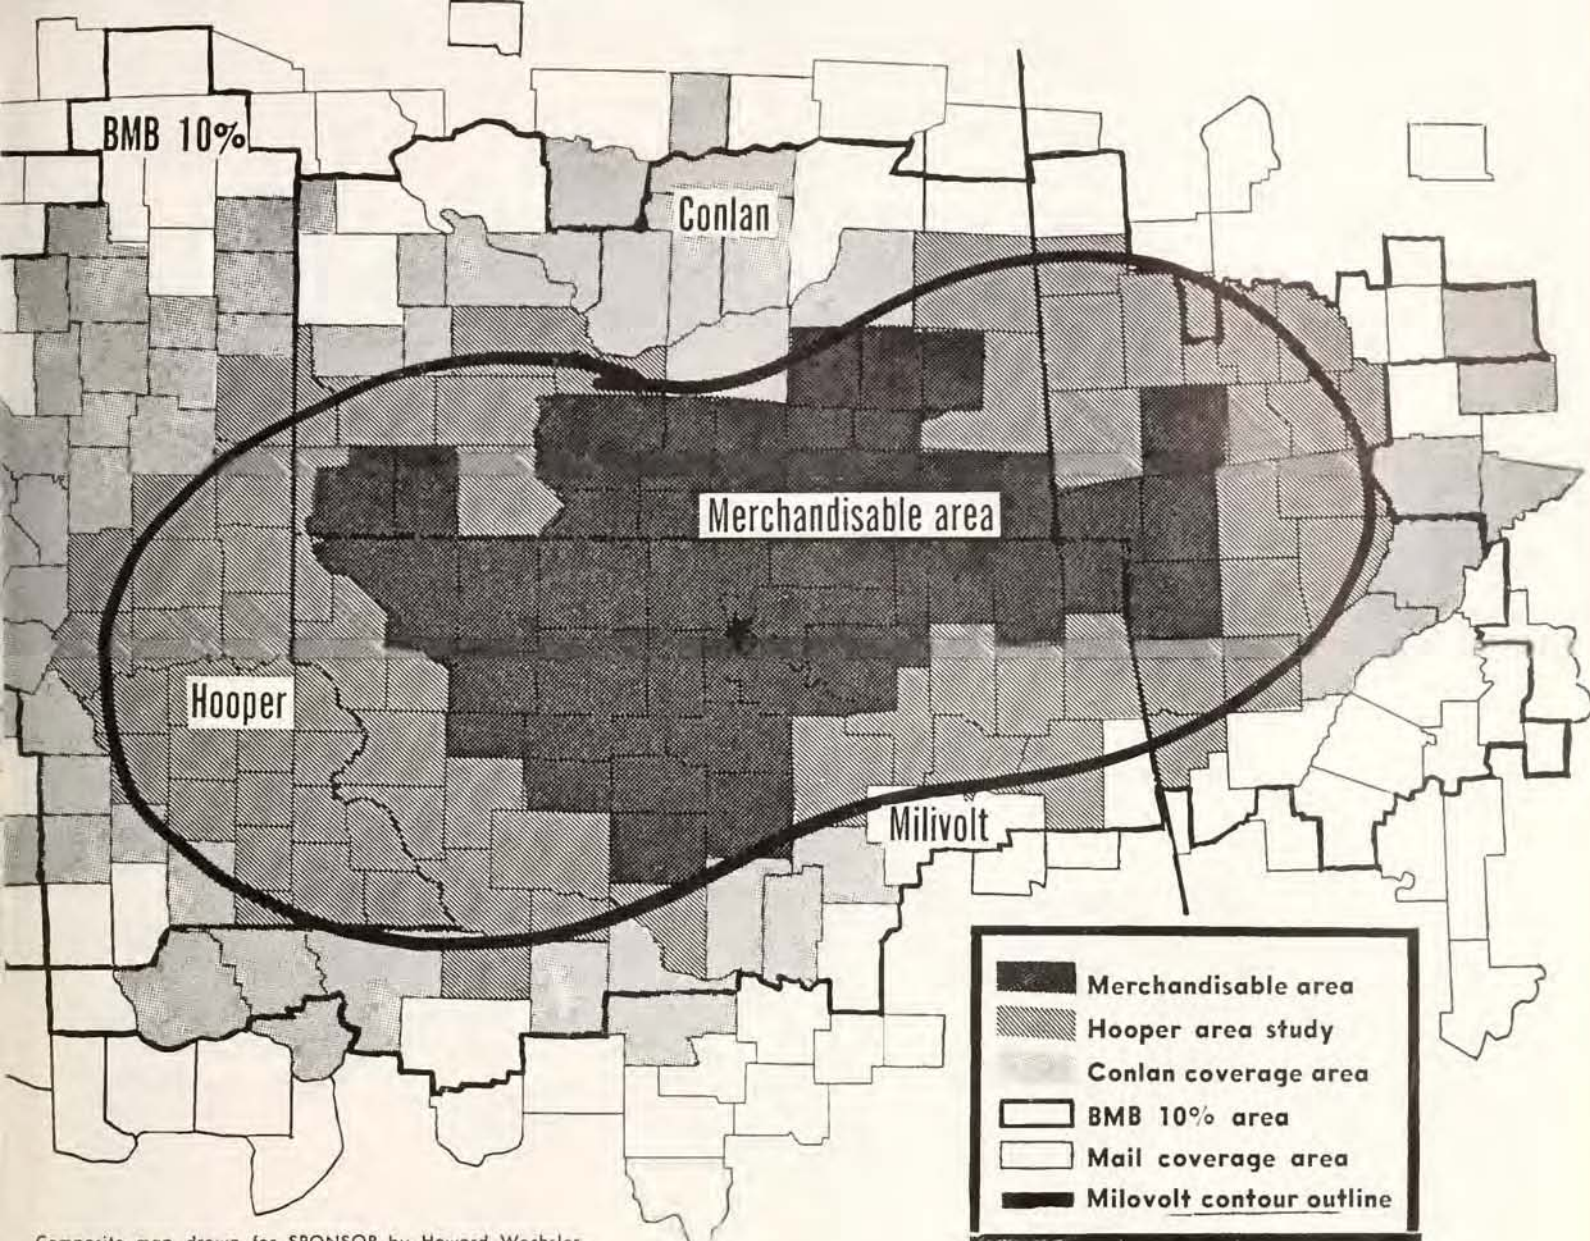 BMB 10%
Conlan
Merchandisable area
Hooper
Milivolt
Merchandisable area
Hooper area study
Conlan coverage area
BMB 10% area
Mail coverage area
Milovolt contour outline
Composite map drawn for SPONSOR by Howard Wechsler